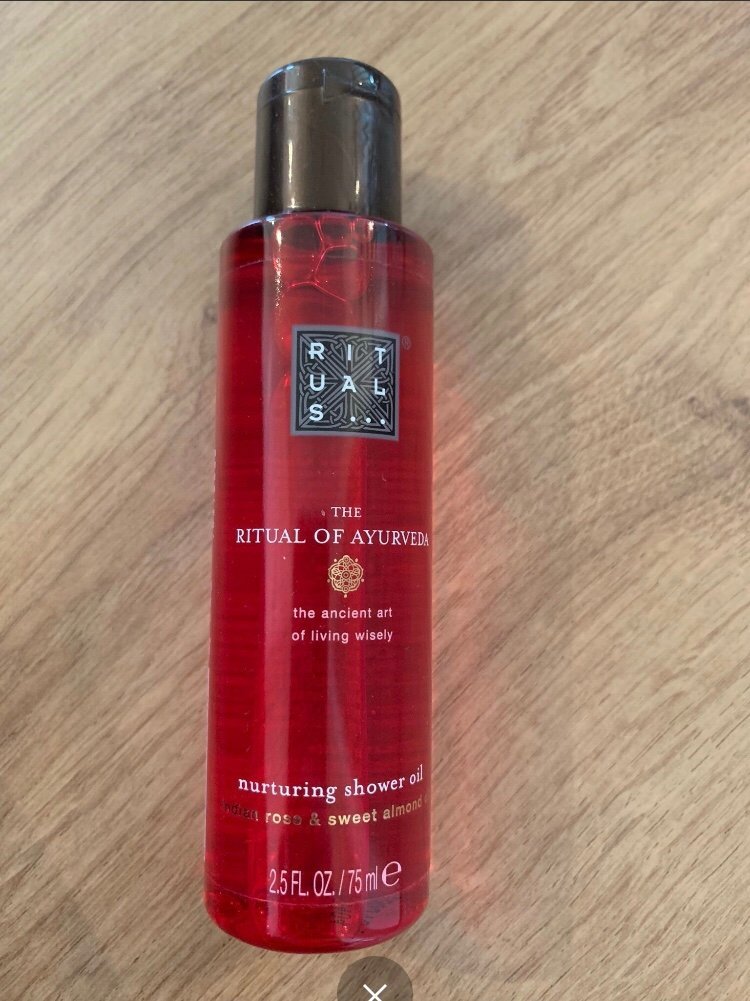 RIT
UAL
S...
®
THE
RITUAL OF AYURVEDA
the ancient art
of living wisely
nurturing shower oil
rose & sweet almond
2.5 FL. OZ. / 75 ml ℮